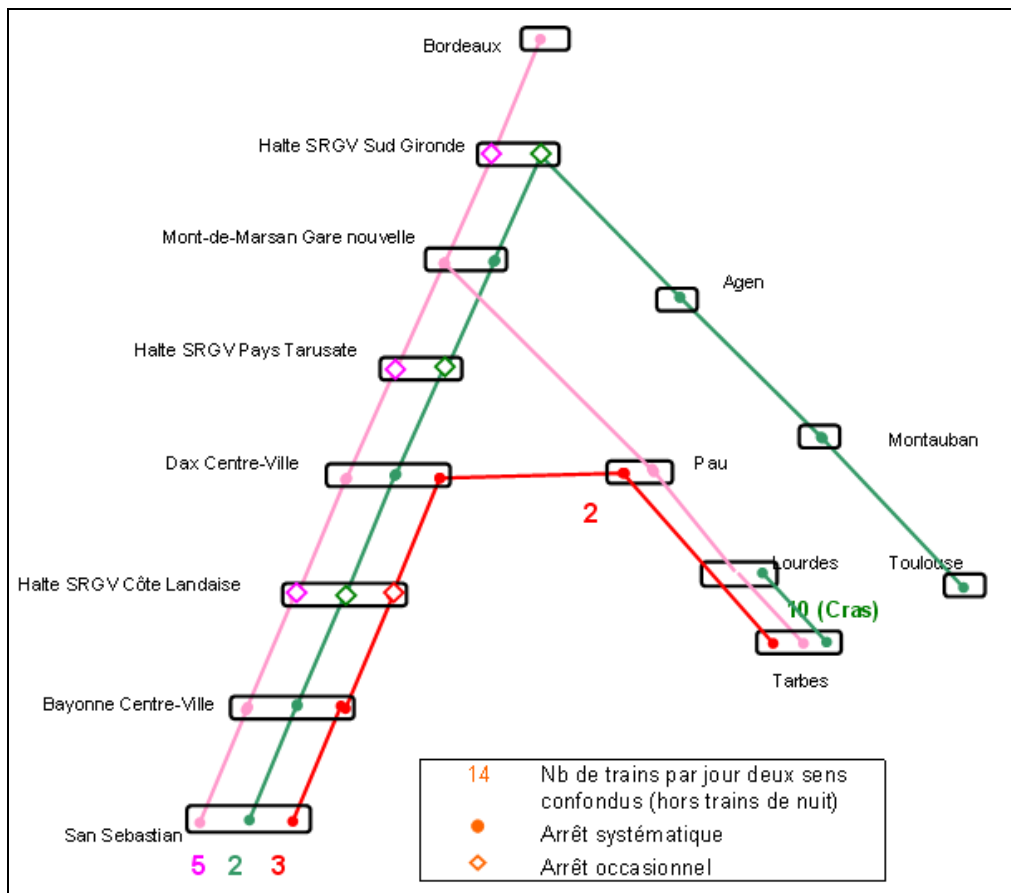 Bordeaux
Halte SRGV Sud Gironde
Mont-de-Marsan Gare nouvelle
Agen
Halte SRGV Pays Tarusate
Montauban
Dax Centre-Ville
Pau
2
Halte SRGV Côte Landaise
Lourdes
Toulouse
10 (Cras)
Tarbes
Bayonne Centre-Ville
San Sebastian
5 2 3
14 Nb de trains par jour deux sens
confondus (hors trains de nuit)
Arrêt systématique
Arrêt occasionnel